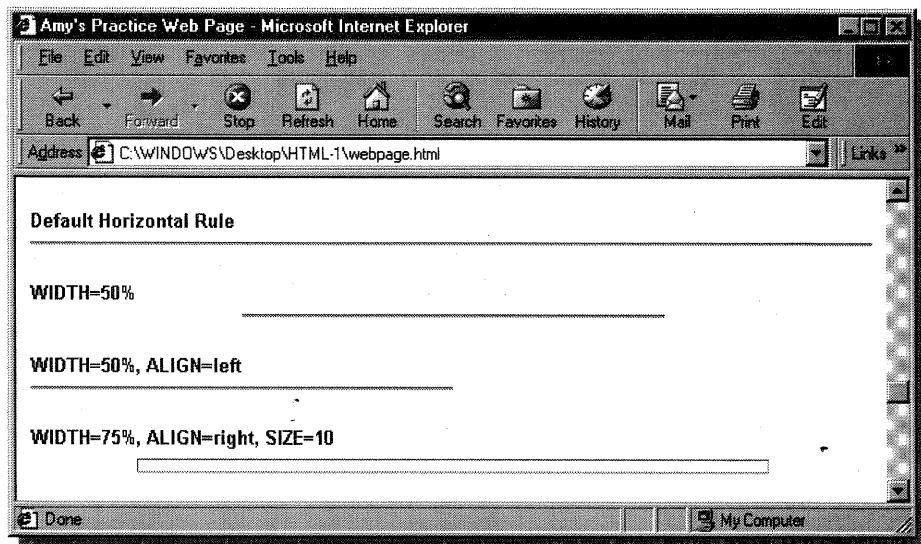 Amy's Practice Web Page - Microsoft Internet Explorer
File Edit View Favorites Tools Help
Back Forward Stop Refresh Home Search Favorites History Mail Print Edit
Address C:\WINDOWS\Desktop\HTML-1\webpage.html Links »
Default Horizontal Rule
WIDTH=50%
WIDTH=50%, ALIGN=left
WIDTH=75%, ALIGN=right, SIZE=10
Done My Computer